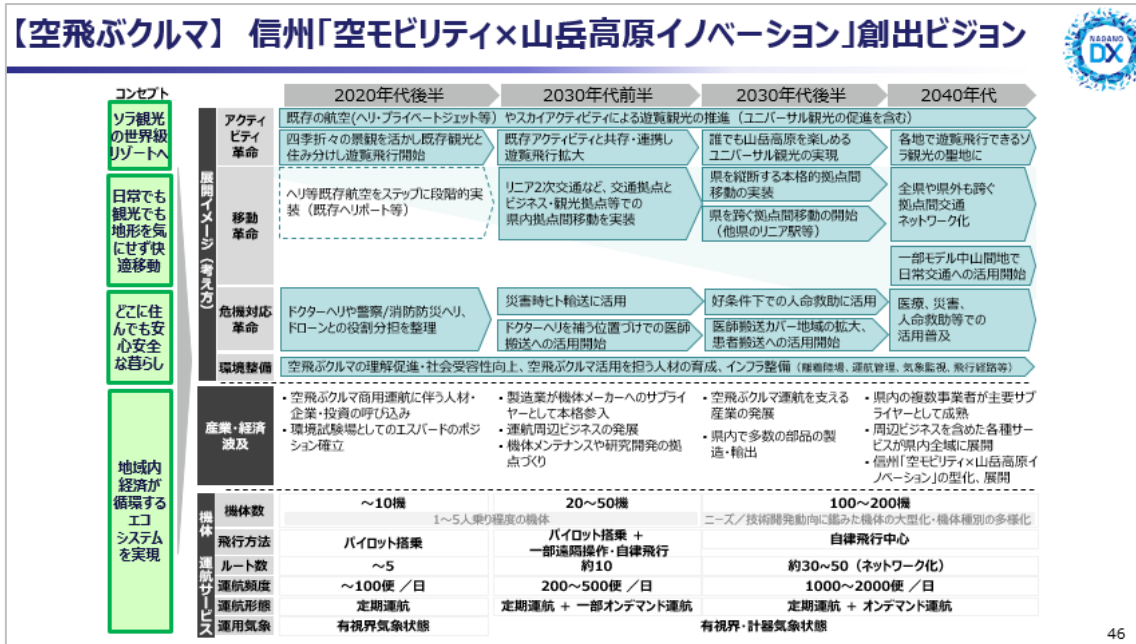 【空飛ぶクルマ】 信州「空モビリティ×山岳高原イノベーション」創出ビジョン
NAGANO
DX
コンセプト
2020年代後半
2030年代前半
2030年代後半
2040年代
ソラ観光
の世界級
リゾートへ
日常でも
観光でも
地形を気
にせず快
適移動
どこに住
んでも安
心安全
な暮らし
地域内
経済が
循環する
エコ
システム
を実現
展開イメージ(考え方)
アクティ
ビティ
革命
既存の航空(ヘリ・プライベートジェット等)やスカイアクティビティによる遊覧観光の推進(ユニバーサル観光の促進を含む)
四季折々の景観を活かし既存観光と
住み分けし遊覧飛行開始
既存アクティビティと共存・連携し
遊覧飛行拡大
誰でも山岳高原を楽しめる
ユニバーサル観光の実現
各地で遊覧飛行できるソ
ラ観光の聖地に
移動
革命
ヘリ等既存航空をステップに段階的実
装(既存ヘリポート等)
リニア2次交通など、交通拠点と
ビジネス・観光拠点等での
県内拠点間移動を実装
県を縦断する本格的拠点間
移動の実装
県を跨ぐ拠点間移動の開始
(他県のリニア駅等)
全県や県外も跨ぐ
拠点間交通
ネットワーク化
一部モデル中山間地で
日常交通への活用開始
危機対応
革命
ドクターヘリや警察/消防防災ヘリ、
ドローンとの役割分担を整理
災害時ヒト輸送に活用
ドクターヘリを補う位置づけでの医師
搬送への活用開始
好条件下での人命救助に活用
医師搬送カバー地域の拡大、
患者搬送への活用開始
医療、災害、
人命救助等での
活用普及
環境整備
空飛ぶクルマの理解促進・社会受容性向上、空飛ぶクルマ活用を担う人材の育成、インフラ整備(離着陸場、運航管理、気象監視、飛行経路等)
産業・経済
波及
・空飛ぶクルマ商用運航に伴う人材・
企業・投資の呼び込み
・環境試験場としてのエスバードのポジ
ション確立
・製造業が機体メーカーへのサプライ
ヤーとして本格参入
・運航周辺ビジネスの発展
・機体メンテナンスや研究開発の拠
点づくり
・空飛ぶクルマ運航を支える
産業の発展
・県内で多数の部品の製
造・輸出
・県内の複数事業者が主要サプ
ライヤーとして成熟
・周辺ビジネスを含めた各種サー
ビスが県内全域に展開
・信州「空モビリティ×山岳高原イ
ノベーション」の型化、展開
機体
機体数
~10機
20~50機
100~200機
1~5人乗り程度の機体
ニーズ/技術開発動向に鑑みた機体の大型化・機体種別の多様化
飛行方法
パイロット搭乗
パイロット搭乗 +
一部遠隔操作・自律飛行
自律飛行中心
運航サービス
ルート数
~5
約10
約30~50(ネットワーク化)
運航頻度
~100便 /日
200~500便 /日
1000~2000便 /日
運航形態
定期運航
定期運航 + 一部オンデマンド運航
定期運航 + オンデマンド運航
運用気象
有視界気象状態
有視界・計器気象状態
46